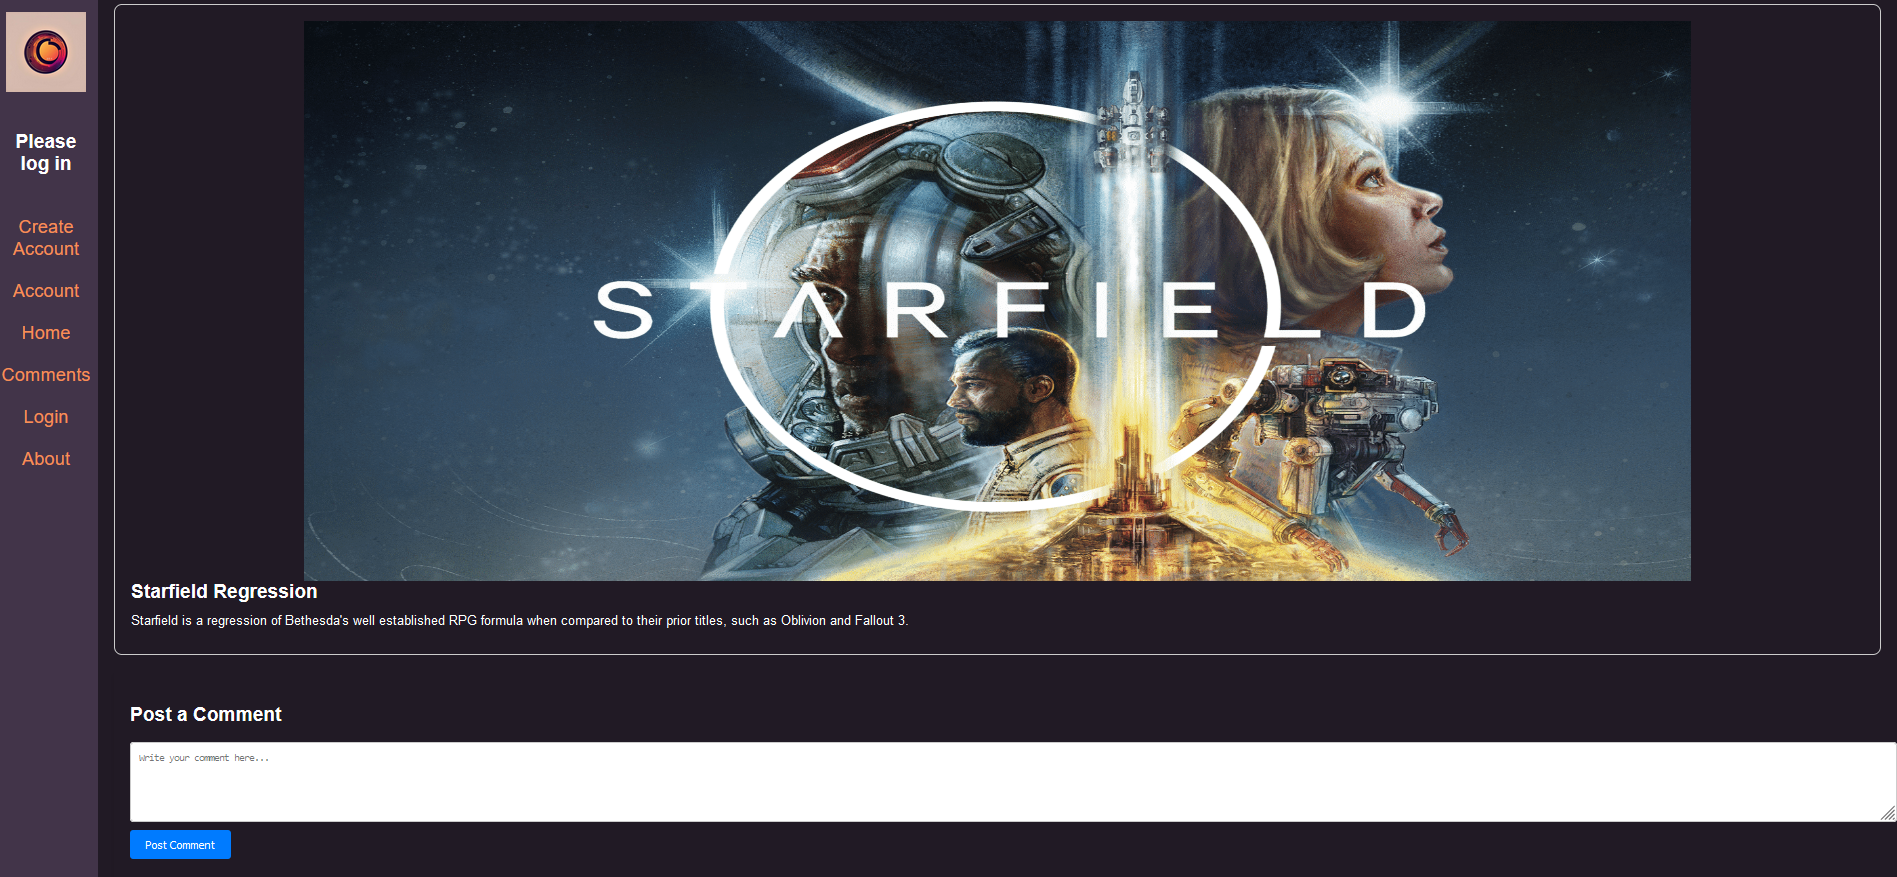 Please
log in
Create
Account
Account
Home
Comments
Login
About
STARFIELD
Starfield Regression
Starfield is a regression of Bethesda's well established RPG formula when compared to their prior titles, such as Oblivion and Fallout 3.
Post a Comment
Write your comment here...
Post Comment